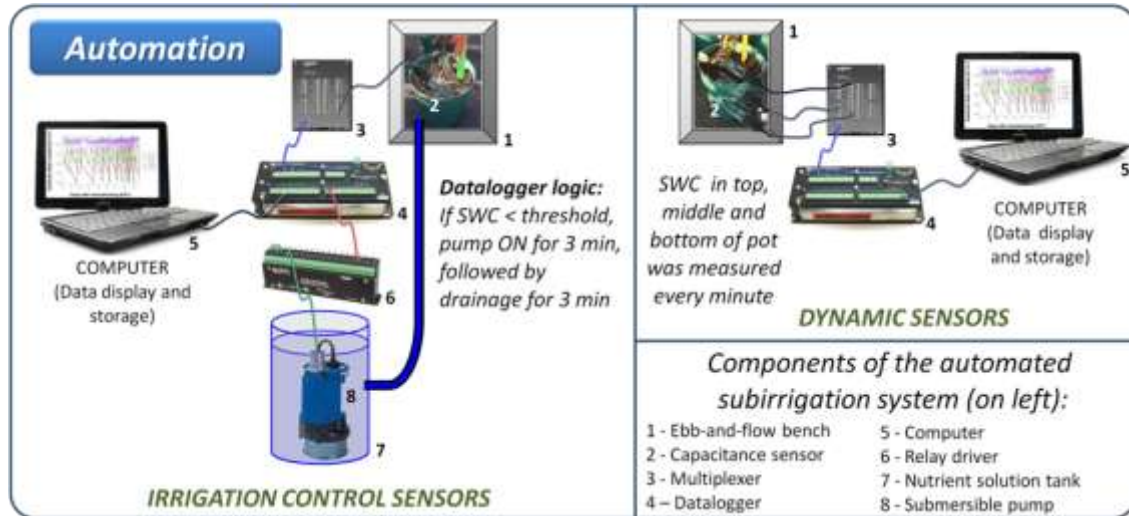 Automation
2
1
3
Datalogger logic:
If SWC < threshold,
pump ON for 3 min,
followed by
drainage for 3 min
4
5
COMPUTER
(Data display and
storage)
6
8
7
IRRIGATION CONTROL SENSORS
1
2
3
SWC in top,
middle and
bottom of pot
was measured
every minute
4
5
COMPUTER
(Data display
and storage)
DYNAMIC SENSORS
Components of the automated
subirrigation system (on left):
1 - Ebb-and-flow bench
2 - Capacitance sensor
3 - Multiplexer
4 – Datalogger
5 - Computer
6 - Relay driver
7 - Nutrient solution tank
8 - Submersible pump